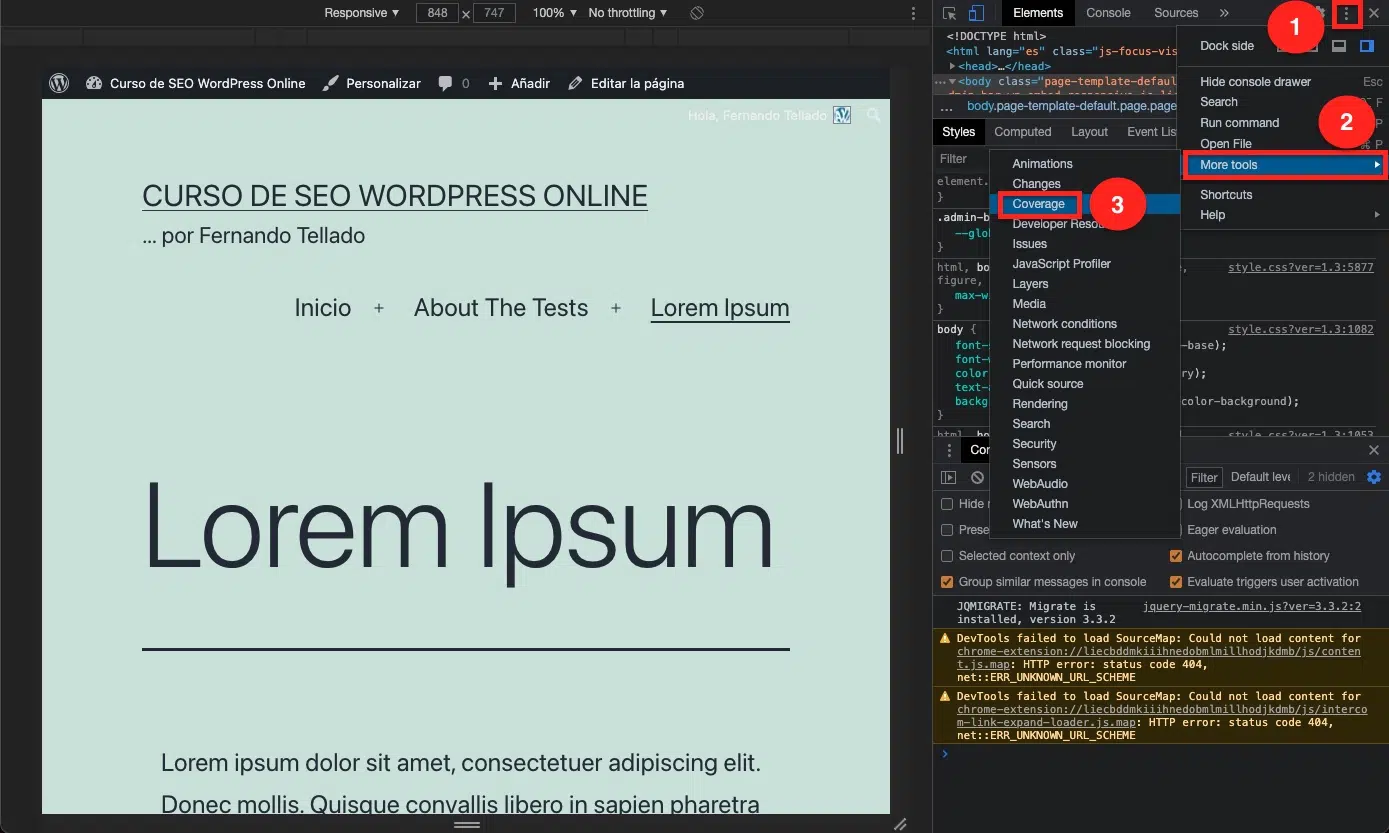 Responsive ▼ 848 × 747 100% ▼ No throttling ▼
Curso de SEO WordPress Online Personalizar 0 Añadir Editar la página
Hola, Fernando Tellado
CURSO DE SEO WORDPRESS ONLINE
... por Fernando Tellado
Inicio + About The Tests + Lorem Ipsum
Lorem Ipsum
Lorem ipsum dolor sit amet, consectetuer adipiscing elit.
Donec mollis. Quisque convallis libero in sapien pharetra
Elements Console Sources »
1
<!DOCTYPE html>
<html lang="es" class="js-focus-vis
<head>…</head>
<body class="page-template-defaul
… body.page-template-default.page.page
Styles Computed Layout Event Lis
Filter
element.
}
.admin-b
--glo
}
html, bo , style.css?ver=1.3:5877
figure,
max-w
}
body { style.css?ver=1.3:1082
font- -base);
font-
color ry);
text-
backg color-background);
}
html, style.css?ver=1.3:1053
Dock side
Hide console drawer Esc
Search F
Run command P
2
Open File ⌘ P
More tools
Shortcuts
Help
Animations
Changes
Coverage
3
Developer Resou
Issues
JavaScript Profiler
Layers
Media
Network conditions
Network request blocking
Performance monitor
Quick source
Rendering
Search
Security
Sensors
WebAudio
WebAuthn
What's New
Con
Filter Default leve 2 hidden
Hide Log XMLHttpRequests
Prese Eager evaluation
Selected context only Autocomplete from history
Group similar messages in console Evaluate triggers user activation
JQMIGRATE: Migrate is jquery-migrate.min.js?ver=3.3.2:2
installed, version 3.3.2
DevTools failed to load SourceMap: Could not load content for
chrome-extension://liecbddmkiiihnedobmlmillhodjkdmb/js/conten
t.js.map: HTTP error: status code 404,
net::ERR_UNKNOWN_URL_SCHEME
DevTools failed to load SourceMap: Could not load content for
chrome-extension://liecbddmkiiihnedobmlmillhodjkdmb/js/interco
m-link-expand-loader.js.map: HTTP error: status code 404,
net::ERR_UNKNOWN_URL_SCHEME